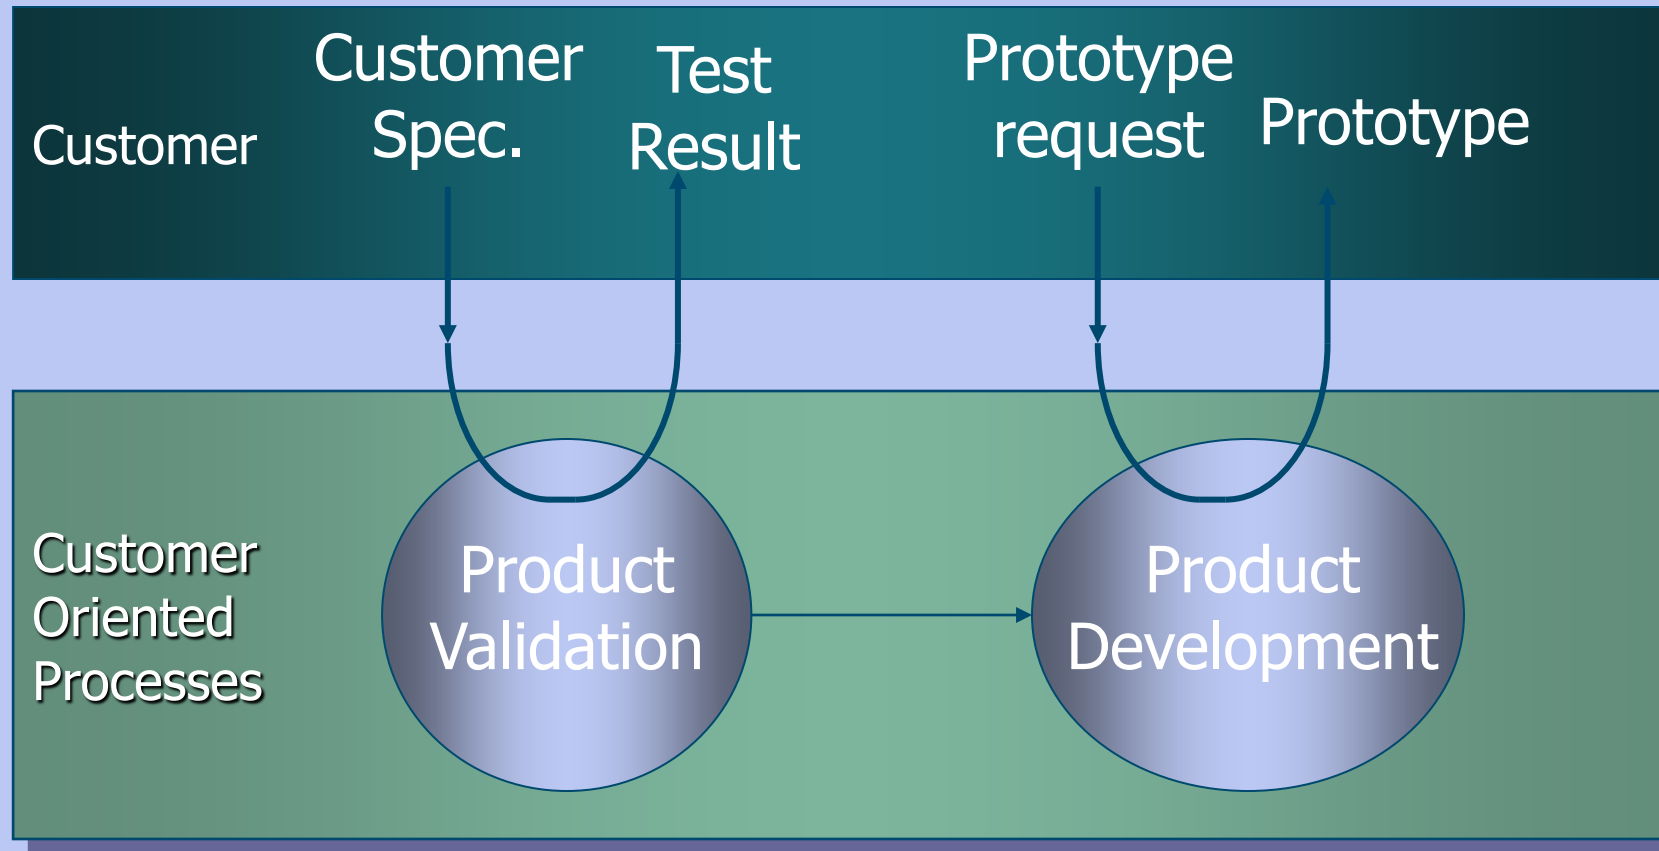 Customer
Customer
Spec.
Test
Result
Prototype
request
Prototype
Customer
Oriented
Processes
Product
Validation
Product
Development